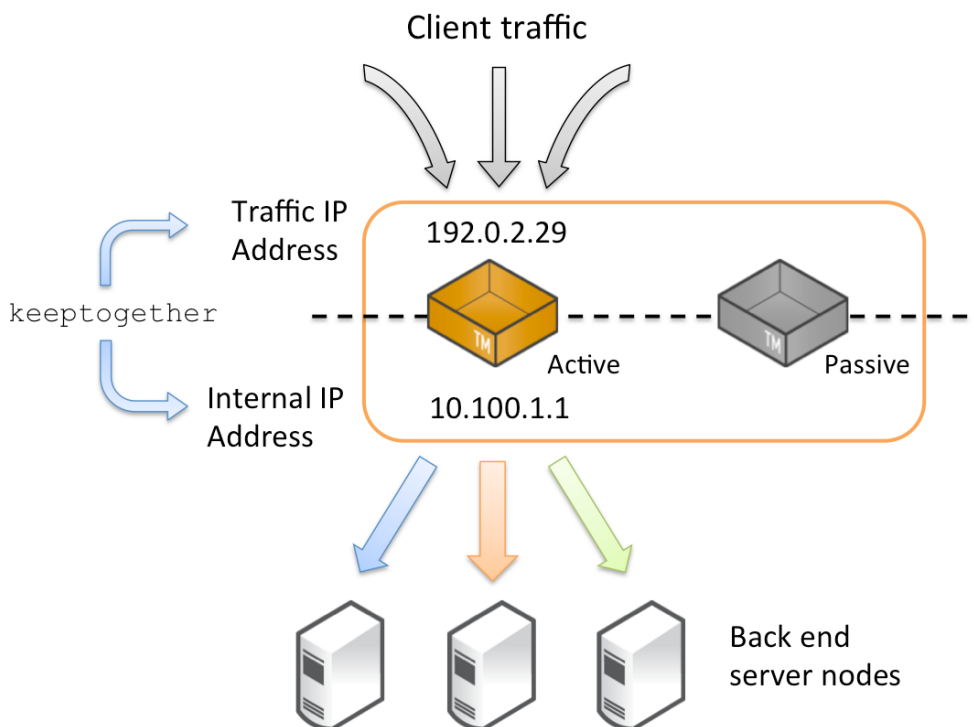 Client traffic
Traffic IP
Address
192.0.2.29
keeptogether
TM
TM
Active
Passive
Internal IP
Address
10.100.1.1
Back end
server nodes